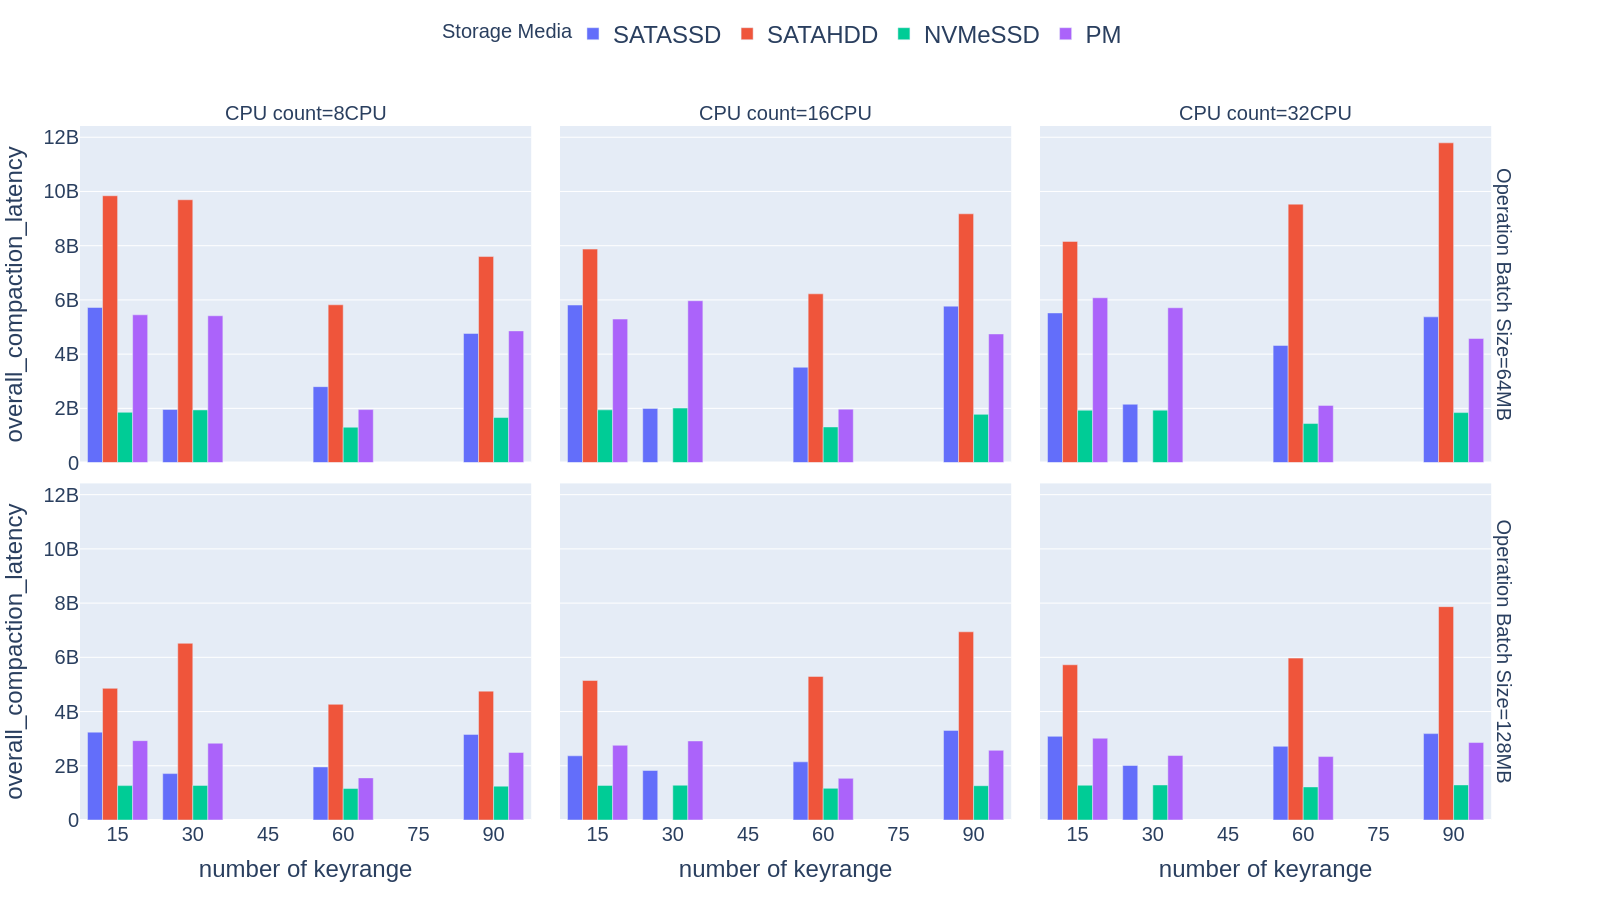 Storage Media SATASSD SATAHDD NVMeSSD PM
CPU count=8CPU CPU count=16CPU CPU count=32CPU
overall_compaction_latency
12B
10B
8B
6B
4B
2B
0
Operation Batch Size=64MB
overall_compaction_latency
12B
10B
8B
6B
4B
2B
0
Operation Batch Size=128MB
15 30 45 60 75 90 15 30 45 60 75 90 15 30 45 60 75 90
number of keyrange number of keyrange number of keyrange